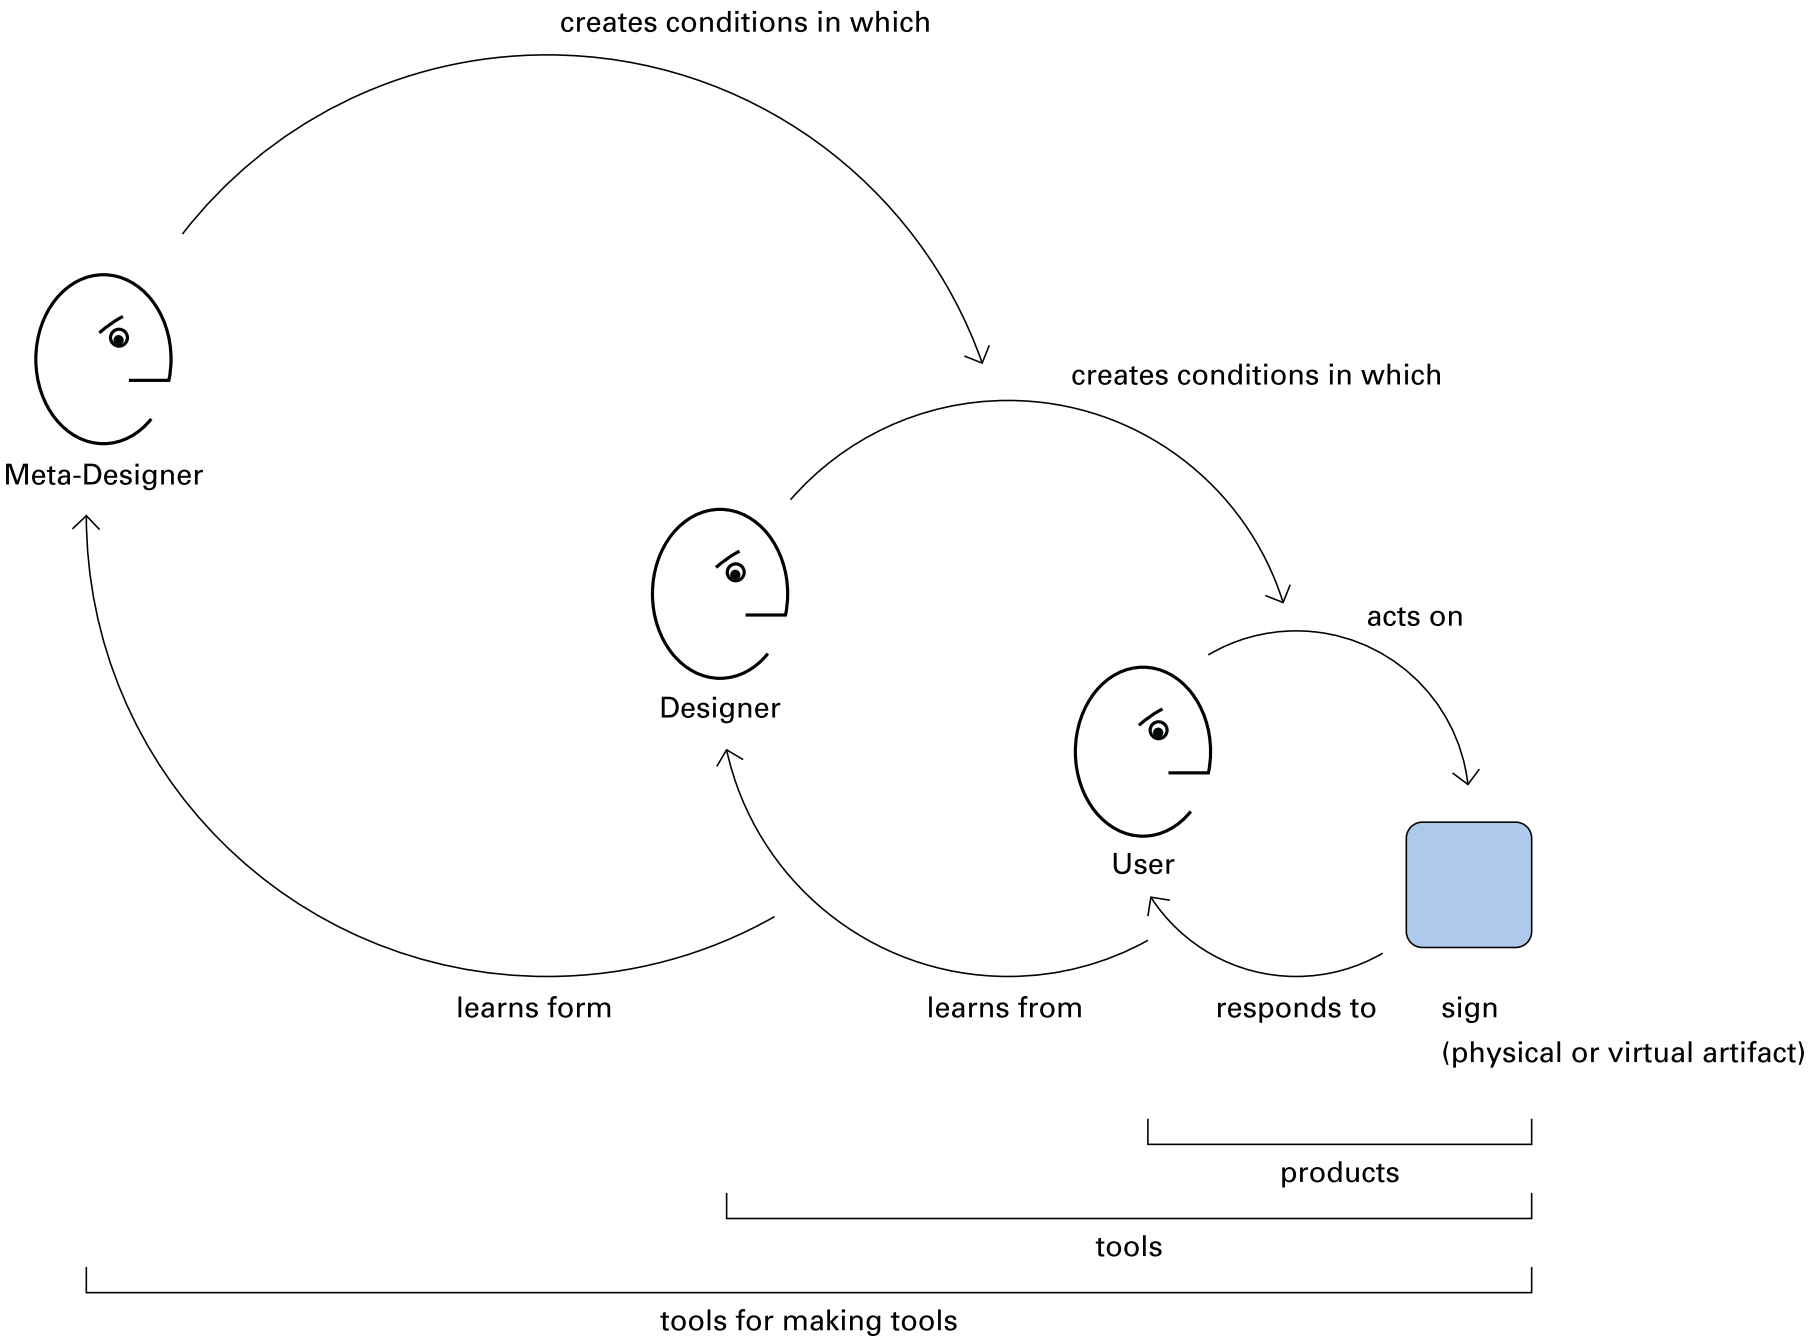 creates conditions in which
creates conditions in which
Meta-Designer
acts on
Designer
User
learns form
learns from
responds to
sign
(physical or virtual artifact)
products
tools
tools for making tools